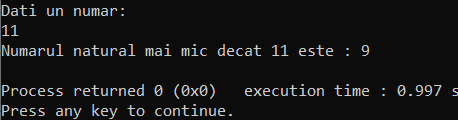 Dati un numar:
11
Numarul natural mai mic decat 11 este : 9
Process returned 0 (0x0)   execution time : 0.997 s
Press any key to continue.